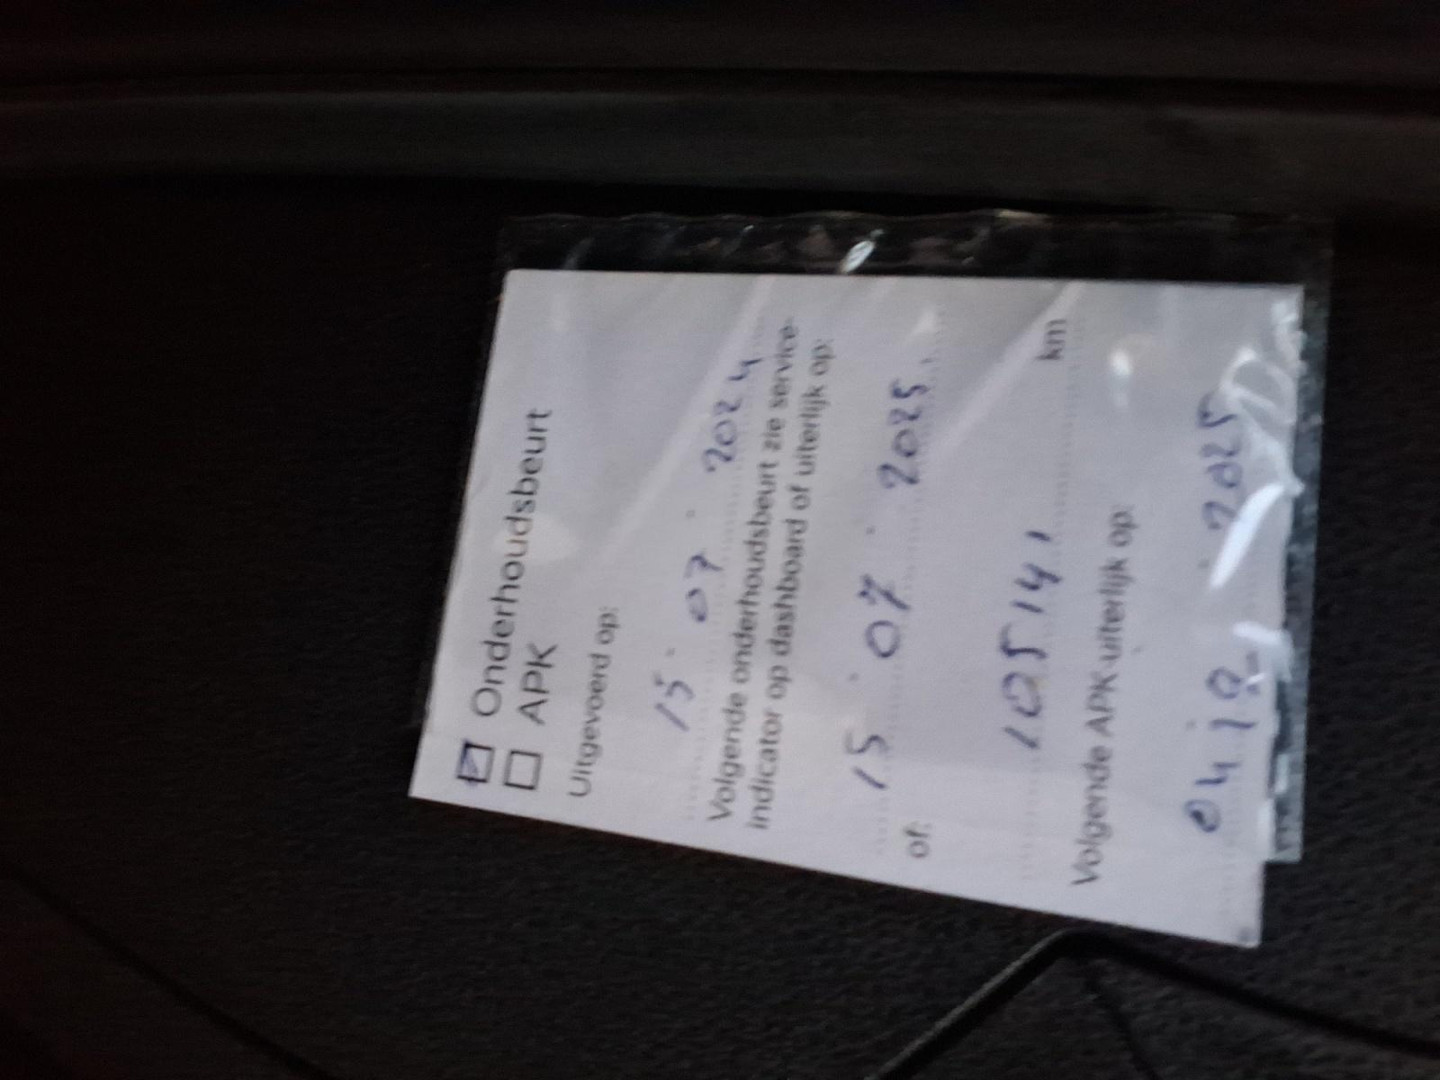 Onderhoudsbeurt
APK
Uitgevoerd op:
15 · 07 · 2024
Volgende onderhoudsbeurt zie service-
indicator op dashboard of uiterlijk op:
15 · 07 · 2025
of:
105141 km
Volgende APK-uiterlijk op:
2025